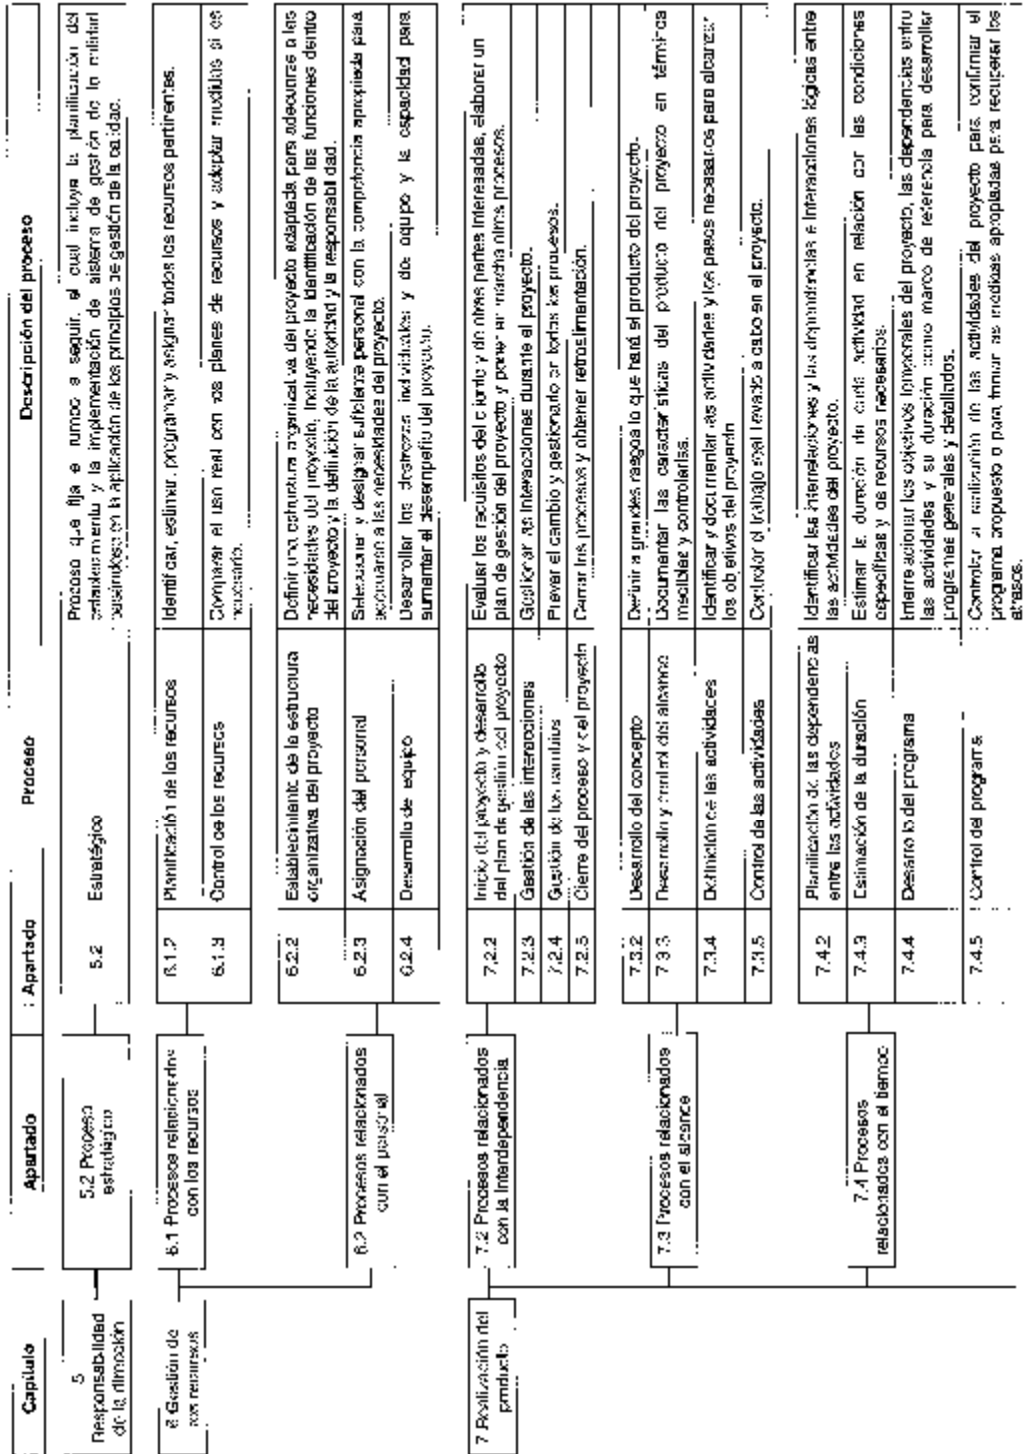 Capítulo
Apartado
Apartado
Proceso
Descripción del proceso
5
Responsabilidad
de la dirección
5.2 Proceso
estratégico
5.2
Estratégico
Proceso que fija el rumbo a seguir, el cual incluye la planificación del
establecimiento y la implementación de sistema de gestión de la calidad
basándose en la aplicación de los principios de gestión de la calidad.
6 Gestión de
los recursos
6.1 Procesos relacionados
con los recursos
6.1.2
Planificación de los recursos
Identificar, estimar, programar y asignar todos los recursos pertinentes.
6.1.3
Control de los recursos
Comparar el uso real con los planes de recursos y adoptar medidas si es
necesario.
6.2 Procesos relacionados
con el personal
6.2.2
Establecimiento de la estructura
organizativa del proyecto
Definir una estructura organizativa del proyecto adaptada para adecuarse a las
necesidades del proyecto, incluyendo la identificación de las funciones dentro
del proyecto y la definición de la autoridad y la responsabilidad.
6.2.3
Asignación del personal
Seleccionar y designar suficiente personal con la competencia apropiada para
adecuarse a las necesidades del proyecto.
6.2.4
Desarrollo de equipo
Desarrollar las destrezas individuales y de equipo y la capacidad para
aumentar el desempeño del proyecto.
7 Realización del
producto
7.2 Procesos relacionados
con la interdependencia
7.2.2
Inicio del proyecto y desarrollo
del plan de gestión del proyecto
Evaluar los requisitos del cliente y de otras partes interesadas, elaborar un
plan de gestión del proyecto y poner en marcha otros procesos.
7.2.3
Gestión de las interacciones
Gestionar las interacciones durante el proyecto.
7.2.4
Gestión de los cambios
Prever el cambio y gestionarlo en todos los procesos.
7.2.5
Cierre del proceso y del proyecto
Cerrar los procesos y obtener retroalimentación.
7.3 Procesos relacionados
con el alcance
7.3.2
Desarrollo del concepto
Definir a grandes rasgos lo que hará el producto del proyecto.
7.3.3
Desarrollo y control del alcance
Documentar las características del producto del proyecto en términos
medibles y controlarlas.
7.3.4
Definición de las actividades
Identificar y documentar las actividades y los pasos necesarios para alcanzar
los objetivos del proyecto
7.3.5
Control de las actividades
Controlar el trabajo real llevado a cabo en el proyecto.
7.4 Procesos
relacionados con el tiempo
7.4.2
Planificación de las dependencias
entre las actividades
Identificar las interrelaciones y las dependencias e interacciones lógicas entre
las actividades del proyecto.
7.4.3
Estimación de la duración
Estimar la duración de cada actividad en relación con las condiciones
específicas y los recursos necesarios.
7.4.4
Desarrollo del programa
Interrelacionar los objetivos temporales del proyecto, las dependencias entre
las actividades y su duración como marco de referencia para desarrollar
programas generales y detallados.
7.4.5
Control del programa
Controlar la realización de las actividades del proyecto para confirmar el
programa propuesto o para tomar las medidas apropiadas para recuperar los
atrasos.